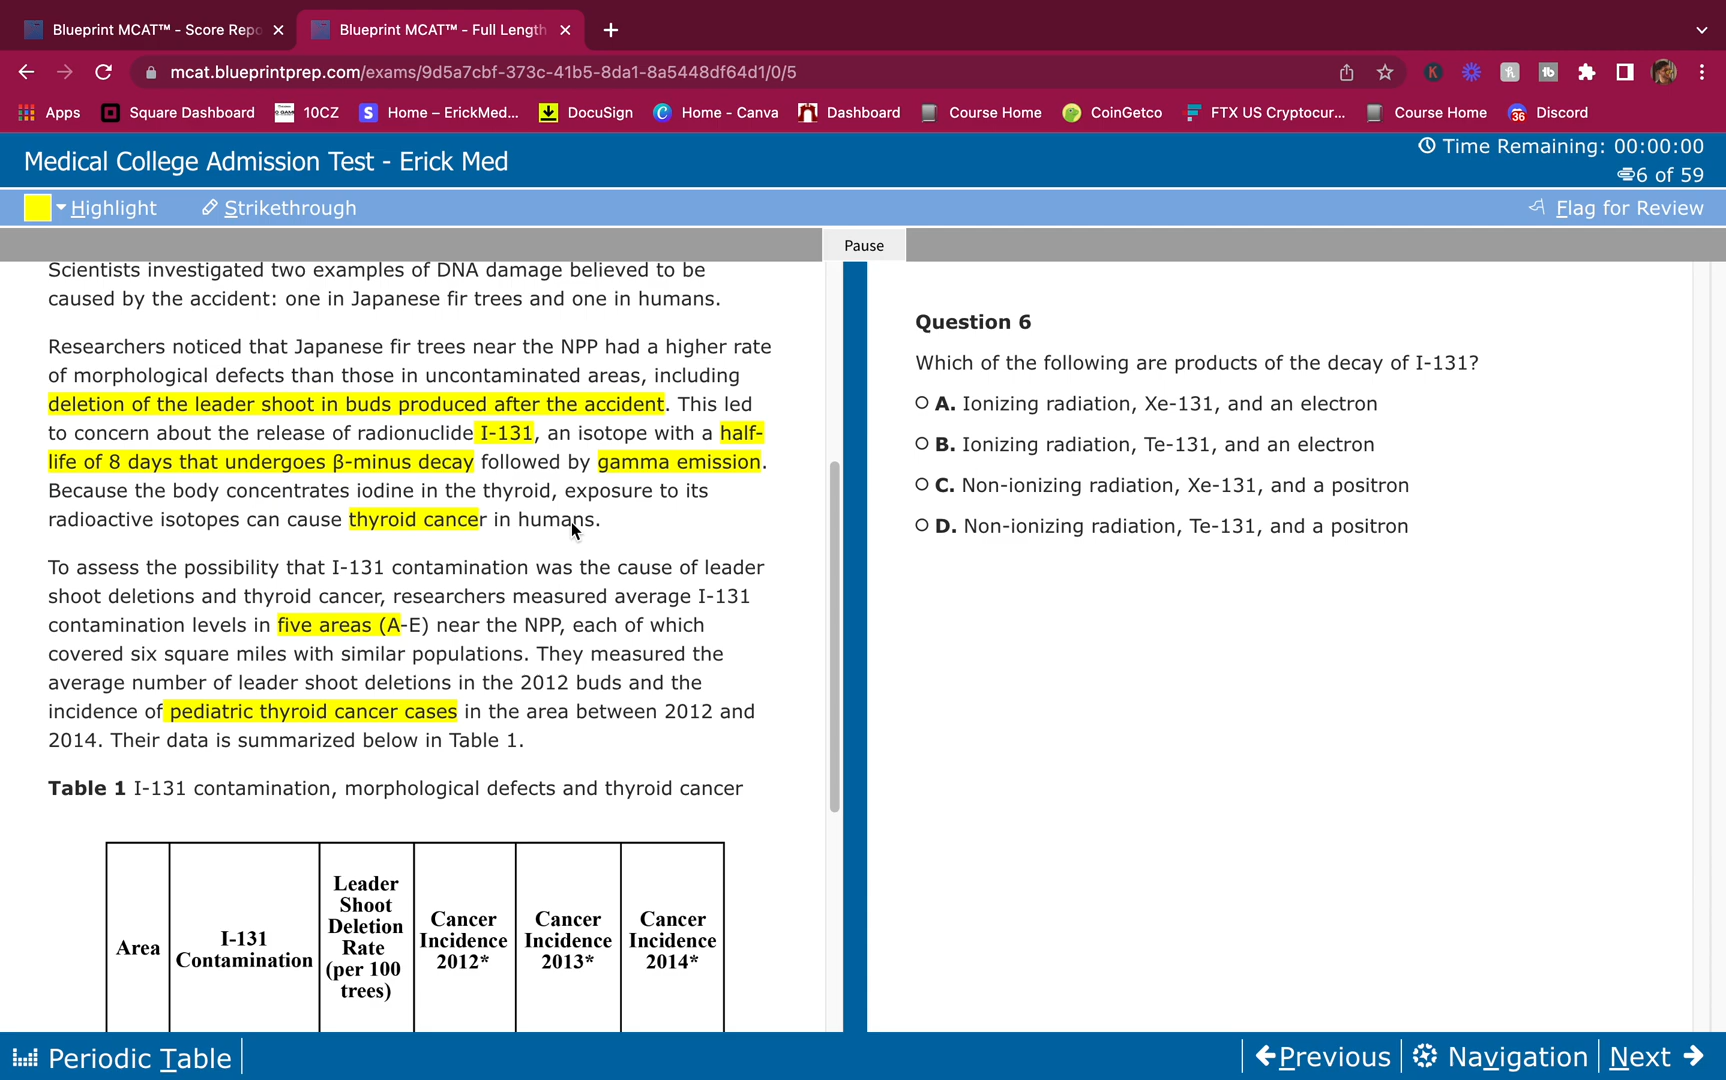 Blueprint MCAT™ - Score Repo
Blueprint MCAT™ - Full Length
mcat.blueprintprep.com/exams/9d5a7cbf-373c-41b5-8da1-8a5448df64d1/0/5
Apps
Square Dashboard
10CZ
Home – ErickMed...
DocuSign
Home - Canva
Dashboard
Course Home
CoinGetco
FTX US Cryptocur...
Course Home
36
Discord
Medical College Admission Test - Erick Med
Time Remaining: 00:00:00
6 of 59
Highlight
Strikethrough
Flag for Review
Pause
Scientists investigated two examples of DNA damage believed to be
caused by the accident: one in Japanese fir trees and one in humans.
Researchers noticed that Japanese fir trees near the NPP had a higher rate
of morphological defects than those in uncontaminated areas, including
deletion of the leader shoot in buds produced after the accident. This led
to concern about the release of radionuclide I-131, an isotope with a half-
life of 8 days that undergoes β-minus decay followed by gamma emission.
Because the body concentrates iodine in the thyroid, exposure to its
radioactive isotopes can cause thyroid cancer in humans.
To assess the possibility that I-131 contamination was the cause of leader
shoot deletions and thyroid cancer, researchers measured average I-131
contamination levels in five areas (A-E) near the NPP, each of which
covered six square miles with similar populations. They measured the
average number of leader shoot deletions in the 2012 buds and the
incidence of pediatric thyroid cancer cases in the area between 2012 and
2014. Their data is summarized below in Table 1.
Table 1 I-131 contamination, morphological defects and thyroid cancer
Area
I-131
Contamination
Leader
Shoot
Deletion
Rate
(per 100
trees)
Cancer
Incidence
2012*
Cancer
Incidence
2013*
Cancer
Incidence
2014*
Question 6
Which of the following are products of the decay of I-131?
A. Ionizing radiation, Xe-131, and an electron
B. Ionizing radiation, Te-131, and an electron
C. Non-ionizing radiation, Xe-131, and a positron
D. Non-ionizing radiation, Te-131, and a positron
Periodic Table
Previous
Navigation
Next